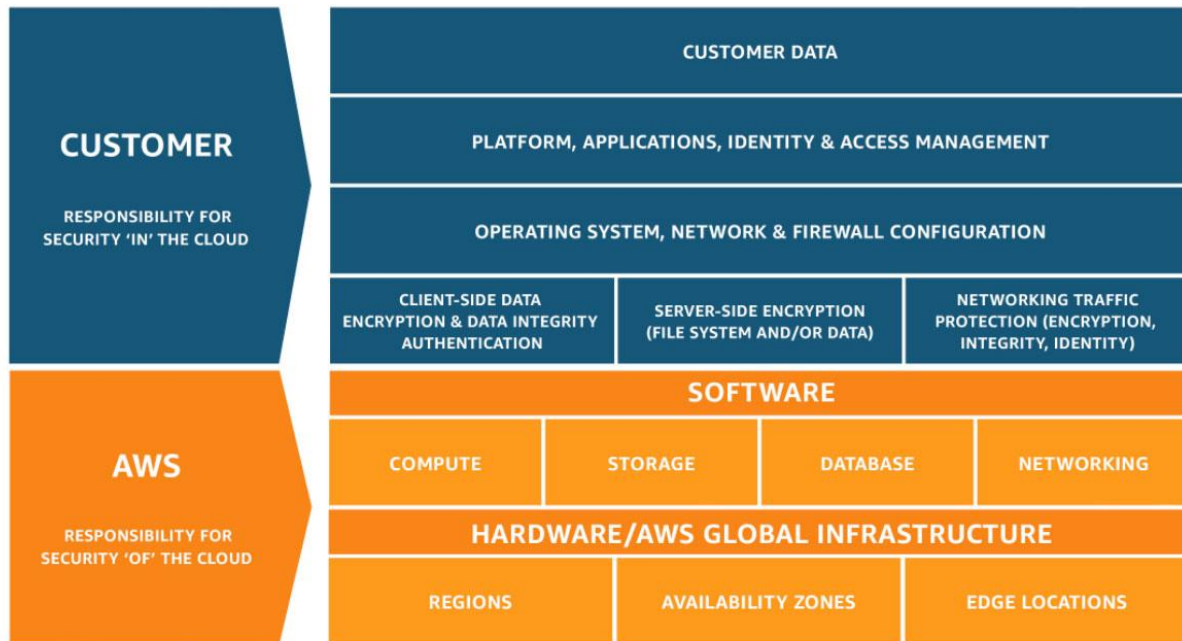 CUSTOMER
RESPONSIBILITY FOR
SECURITY ‘IN’ THE CLOUD
CUSTOMER DATA
PLATFORM, APPLICATIONS, IDENTITY & ACCESS MANAGEMENT
OPERATING SYSTEM, NETWORK & FIREWALL CONFIGURATION
CLIENT-SIDE DATA
ENCRYPTION & DATA INTEGRITY
AUTHENTICATION
SERVER-SIDE ENCRYPTION
(FILE SYSTEM AND/OR DATA)
NETWORKING TRAFFIC
PROTECTION (ENCRYPTION,
INTEGRITY, IDENTITY)
AWS
RESPONSIBILITY FOR
SECURITY ‘OF’ THE CLOUD
SOFTWARE
COMPUTE
STORAGE
DATABASE
NETWORKING
HARDWARE/AWS GLOBAL INFRASTRUCTURE
REGIONS
AVAILABILITY ZONES
EDGE LOCATIONS